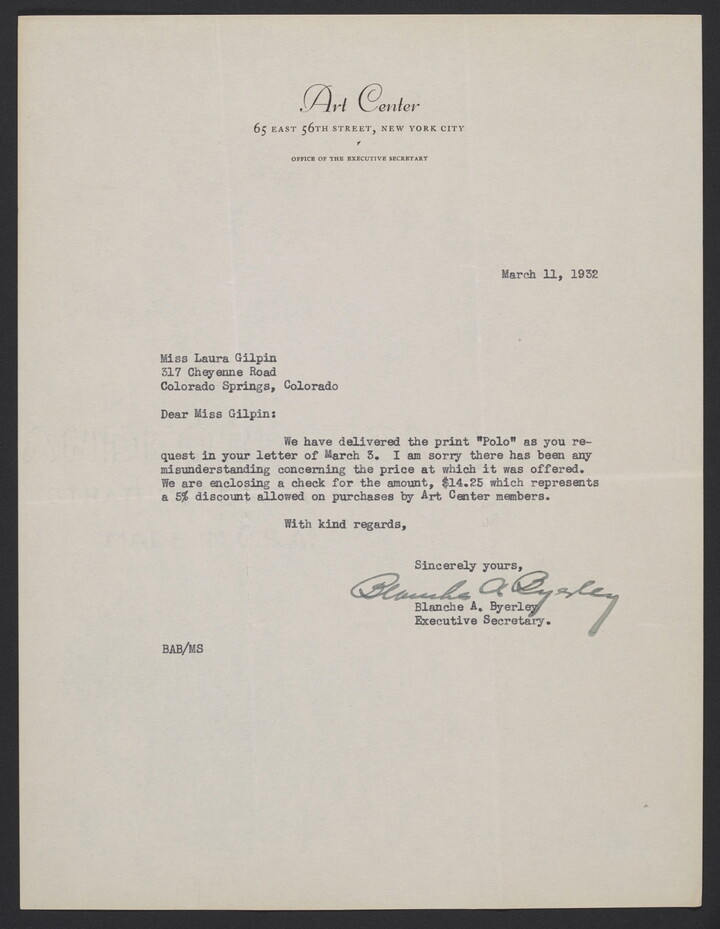 Art Center
65 EAST 56TH STREET, NEW YORK CITY
OFFICE OF THE EXECUTIVE SECRETARY
March 11, 1932
Miss Laura Gilpin
317 Cheyenne Road
Colorado Springs, Colorado
Dear Miss Gilpin:
We have delivered the print "Polo" as you re-
quest in your letter of March 3. I am sorry there has been any
misunderstanding concerning the price at which it was offered.
We are enclosing a check for the amount, $14.25 which represents
a 5% discount allowed on purchases by Art Center members.
With kind regards,
Sincerely yours,
Blanche A. Byerley
Blanche A. Byerley
Executive Secretary.
BAB/MS